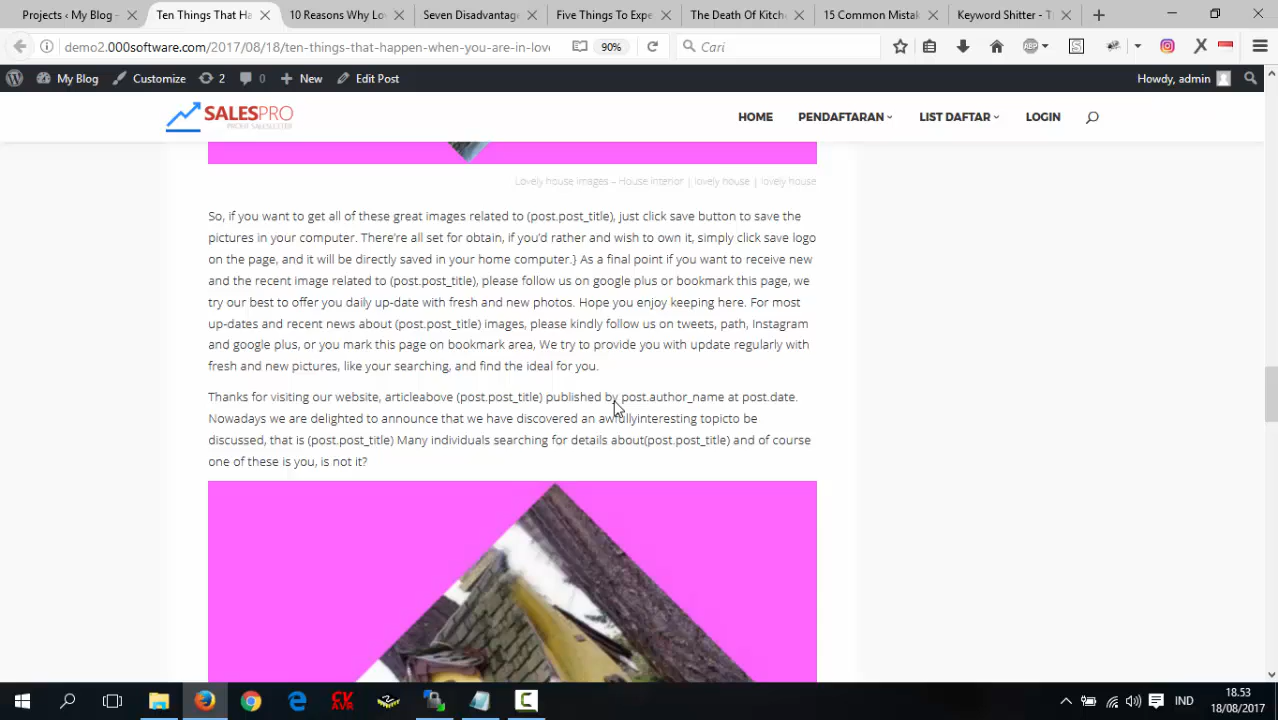 Projects ‹ My Blog -
Ten Things That Ha
10 Reasons Why Lov
Seven Disadvantage
Five Things To Expe
The Death Of Kitch
15 Common Mistak
Keyword Shitter - T
demo2.000software.com/2017/08/18/ten-things-that-happen-when-you-are-in-love
90%
Cari
ABP
S
My Blog
Customize
2
0
New
Edit Post
Howdy, admin
SALESPRO
PROFIT SALESLETTER
HOME
PENDAFTARAN
LIST DAFTAR
LOGIN
Lovely house images – House interior | lovely house | lovely house
So, if you want to get all of these great images related to (post.post_title), just click save button to save the
pictures in your computer. There're all set for obtain, if you'd rather and wish to own it, simply click save logo
on the page, and it will be directly saved in your home computer.} As a final point if you want to receive new
and the recent image related to (post.post_title), please follow us on google plus or bookmark this page, we
try our best to offer you daily up-date with fresh and new photos. Hope you enjoy keeping here. For most
up-dates and recent news about (post.post_title) images, please kindly follow us on tweets, path, Instagram
and google plus, or you mark this page on bookmark area, We try to provide you with update regularly with
fresh and new pictures, like your searching, and find the ideal for you.
Thanks for visiting our website, articleabove (post.post_title) published by post.author_name at post.date.
Nowadays we are delighted to announce that we have discovered an awfullyinteresting topicto be
discussed, that is (post.post_title) Many individuals searching for details about(post.post_title) and of course
one of these is you, is not it?
CV
AVR
IND
18.53
18/08/2017